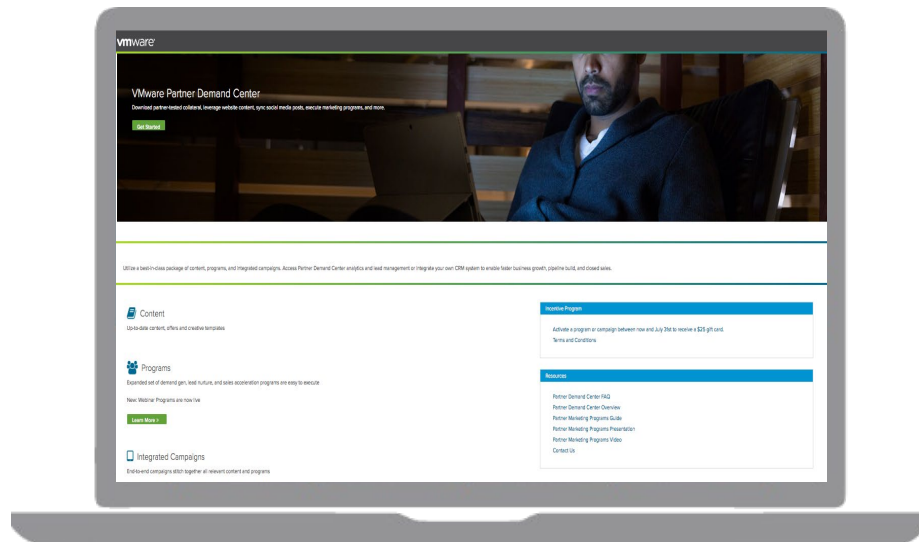 vmware
VMware Partner Demand Center
Download partner-tested collateral, leverage website content, sync social media posts, execute marketing programs, and more.
Get Started
Utilize a best-in-class package of content, programs, and integrated campaigns. Access Partner Demand Center analytics and lead management or integrate your own CRM system to enable faster business growth, pipeline build, and closed sales.
Content
Up-to-date content, offers and creative templates
Programs
Expanded set of demand gen, lead nurture, and sales acceleration programs are easy to execute
New: Webinar Programs are now live
Learn More >
Integrated Campaigns
End-to-end campaigns stitch together all relevant content and programs
Incentive Program
Activate a program or campaign between now and July 31st to receive a $25 gift card.
Terms and Conditions
Resources
Partner Demand Center FAQ
Partner Demand Center Overview
Partner Marketing Programs Guide
Partner Marketing Programs Presentation
Partner Marketing Programs Video
Contact Us